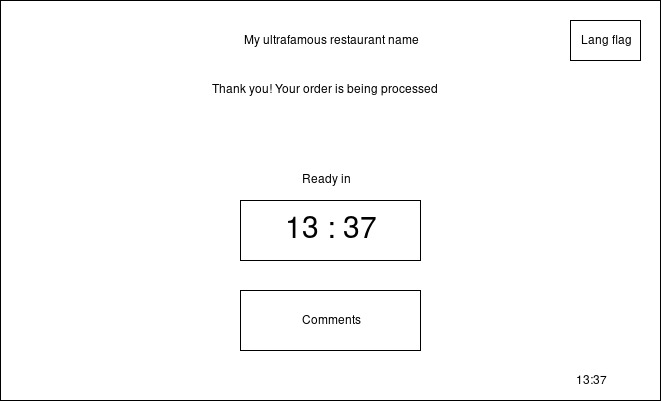 My ultrafamous restaurant name
Lang flag
Thank you! Your order is being processed
Ready in
13 : 37
Comments
13:37